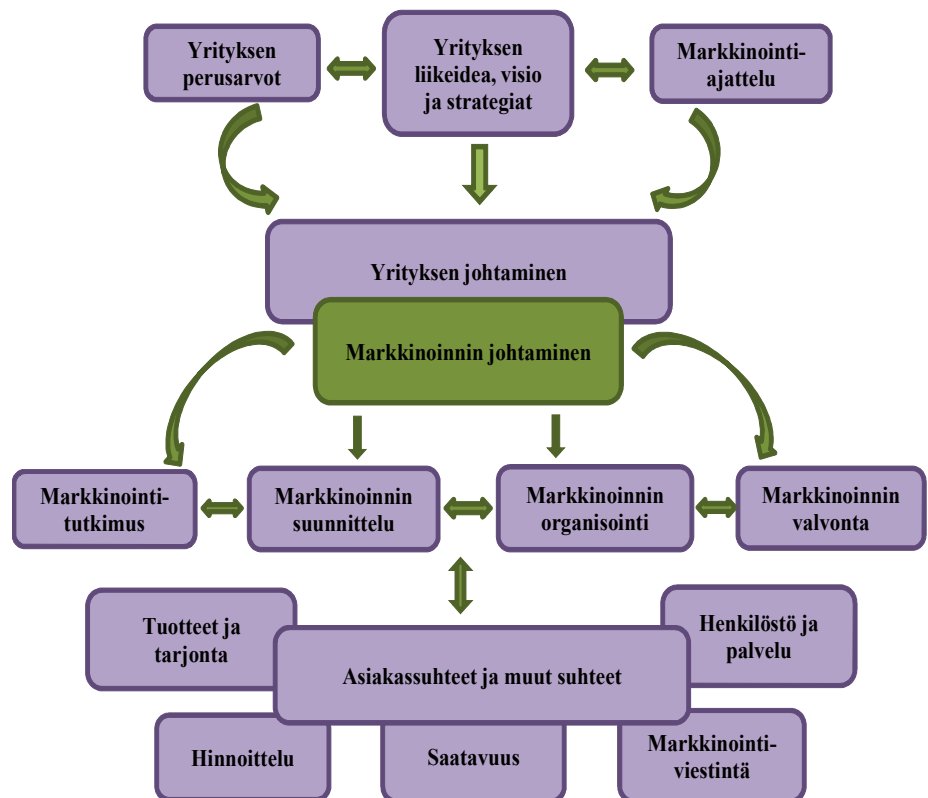 Yrityksen
perusarvot
Yrityksen
liikeidea, visio
ja strategiat
Markkinointi-
ajattelu
Yrityksen johtaminen
Markkinoinnin johtaminen
Markkinointi-
tutkimus
Markkinoinnin
suunnittelu
Markkinoinnin
organisointi
Markkinoinnin
valvonta
Tuotteet ja
tarjonta
Henkilöstö ja
palvelu
Asiakassuhteet ja muut suhteet
Hinnoittelu
Saatavuus
Markkinointi-
viestintä